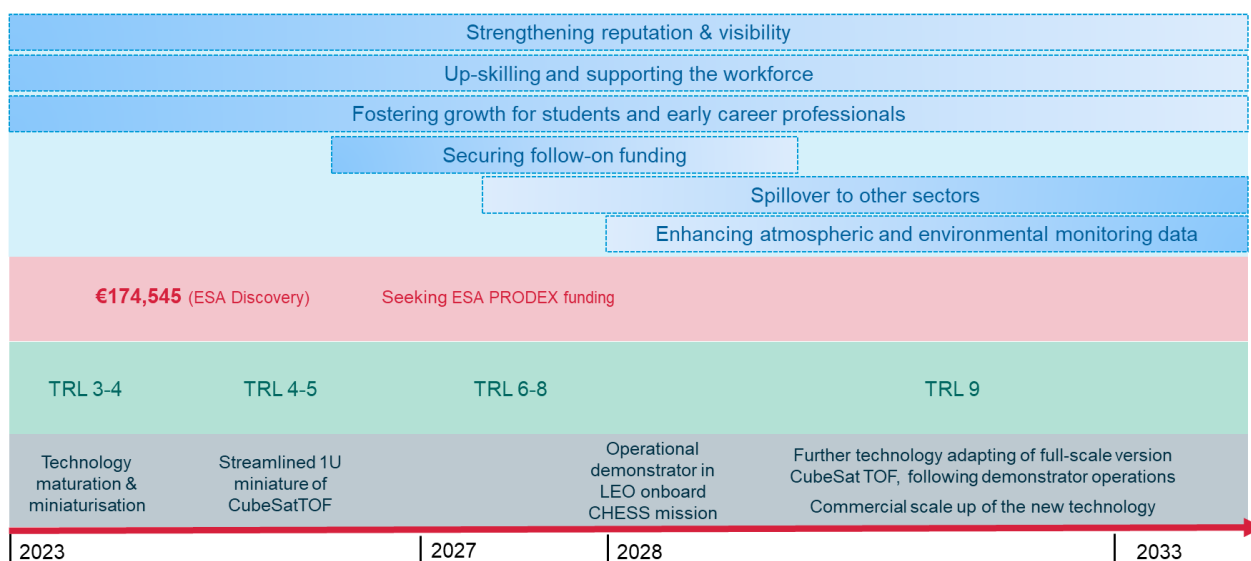 Strengthening reputation & visibility
Up-skilling and supporting the workforce
Fostering growth for students and early career professionals
Securing follow-on funding
Spillover to other sectors
Enhancing atmospheric and environmental monitoring data
€174,545 (ESA Discovery)
Seeking ESA PRODEX funding
TRL 3-4
TRL 4-5
TRL 6-8
TRL 9
Technology
maturation &
miniaturisation
Streamlined 1U
miniature of
CubeSatTOF
Operational
demonstrator in
LEO onboard
CHESS mission
Further technology adapting of full-scale version
CubeSat TOF, following demonstrator operations
Commercial scale up of the new technology
2023
2027
2028
2033